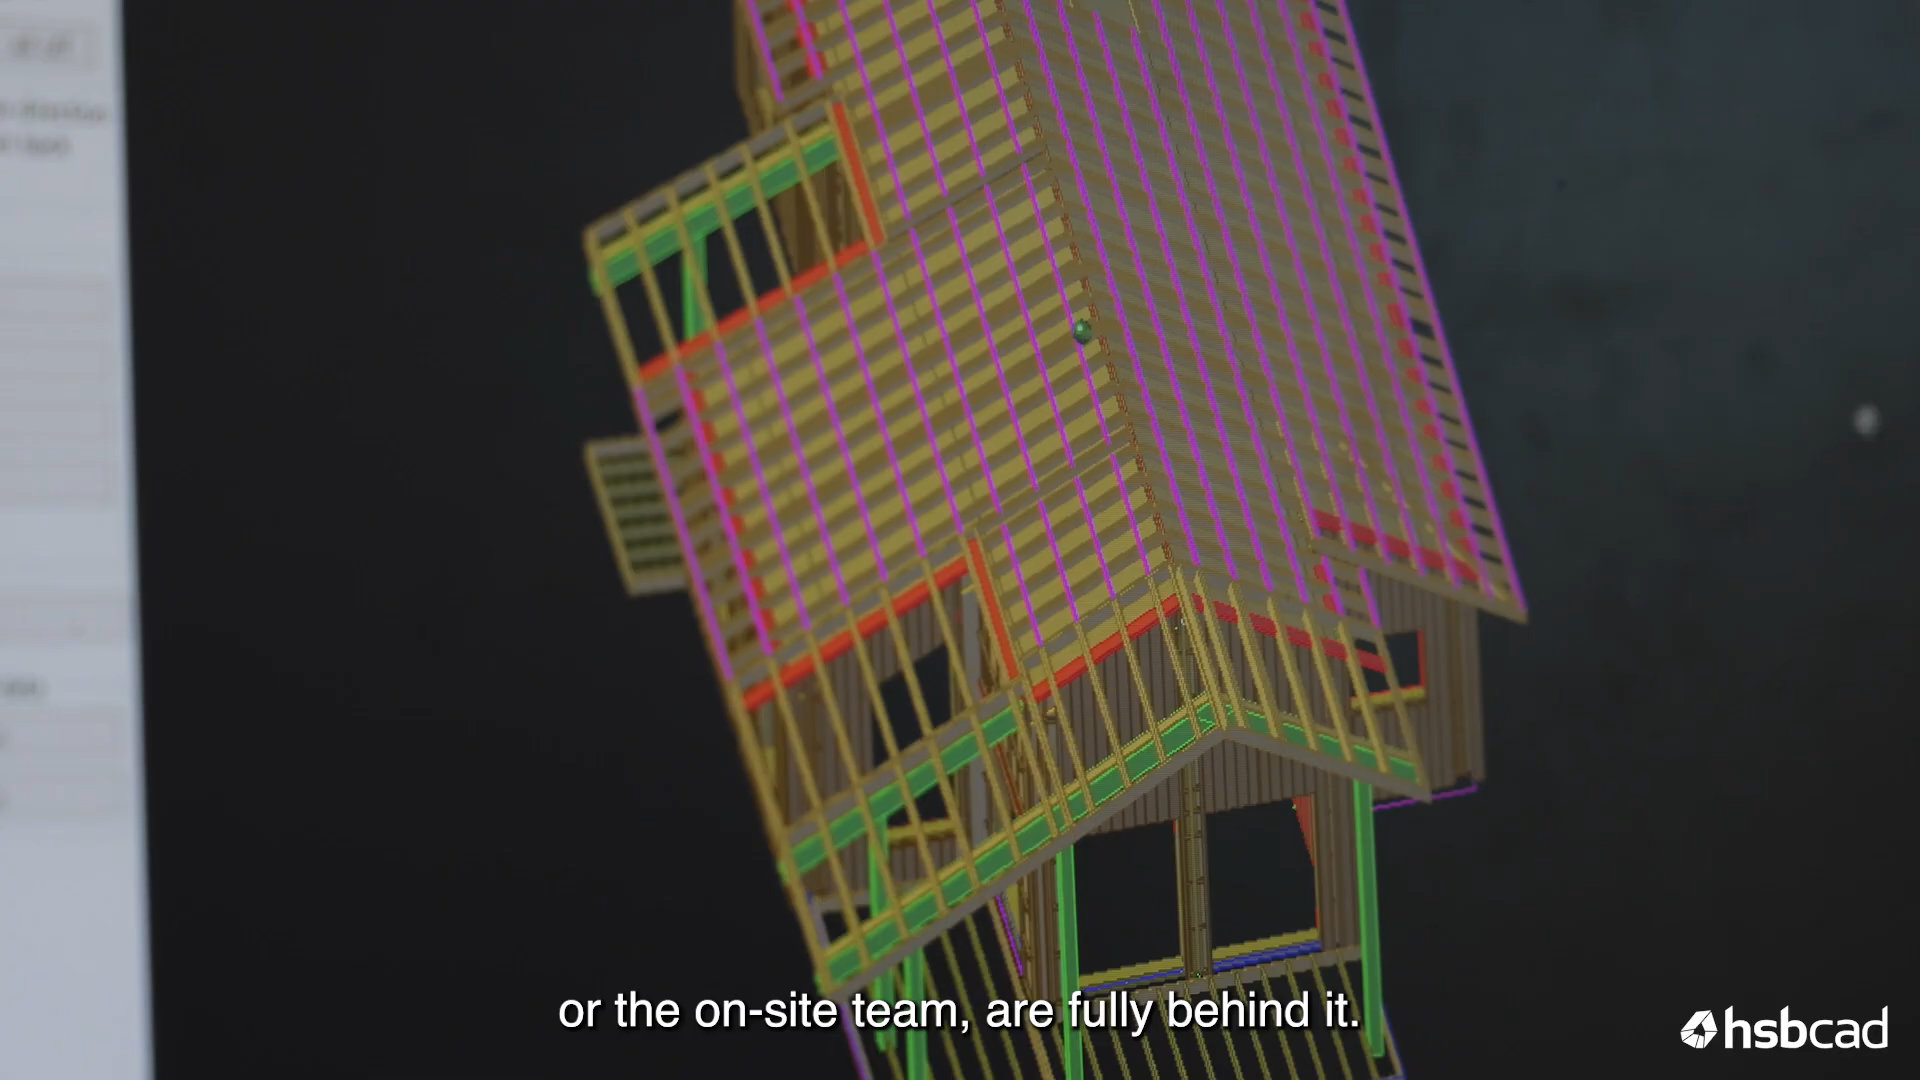 or the on-site team, are fully behind it.
hsbcad